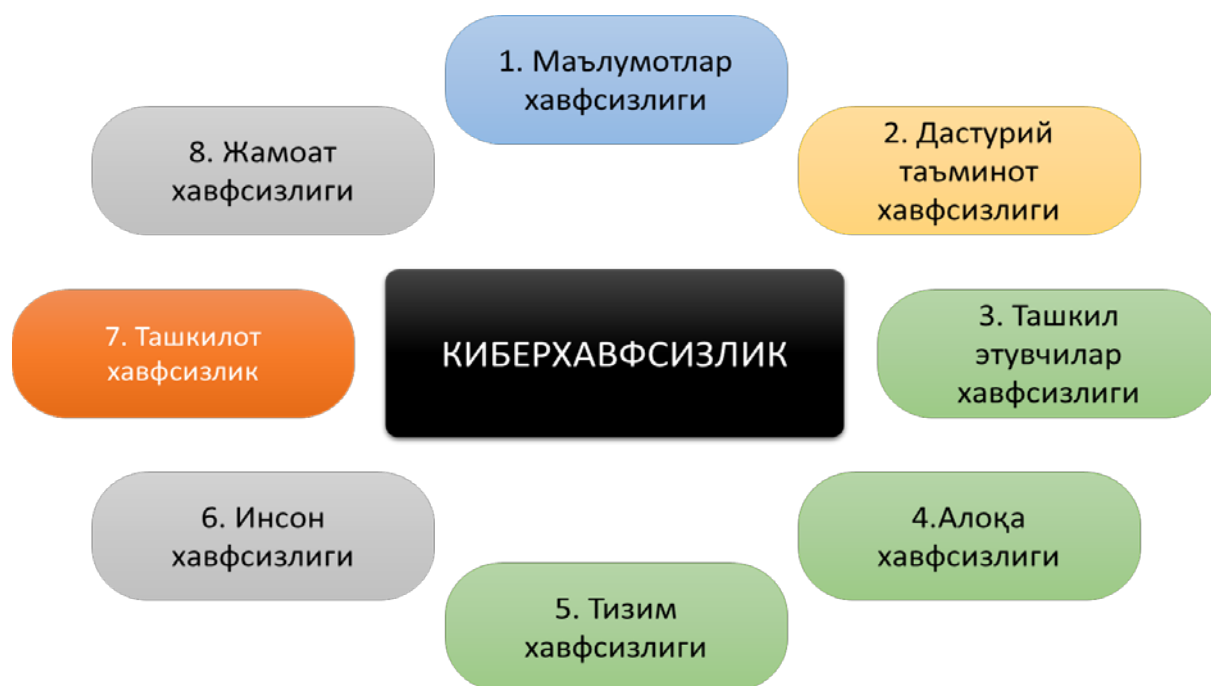 1. Маълумотлар
хавфсизлиги
2. Дастурий
таъминот
хавфсизлиги
3. Ташкил
этувчилар
хавфсизлиги
4.Алоқа
хавфсизлиги
5. Тизим
хавфсизлиги
6. Инсон
хавфсизлиги
7. Ташкилот
хавфсизлик
8. Жамоат
хавфсизлиги
КИБЕРХАВФСИЗЛИК